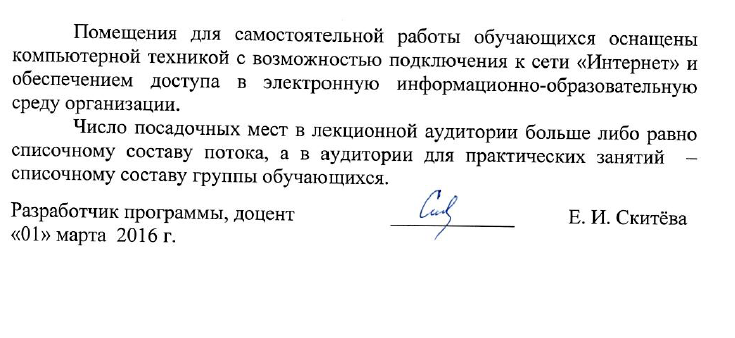 Помещения для самостоятельной работы обучающихся оснащены
компьютерной техникой с возможностью подключения к сети «Интернет» и
обеспечением доступа в электронную информационно-образовательную
среду организации.
Число посадочных мест в лекционной аудитории больше либо равно
списочному составу потока, а в аудитории для практических занятий –
списочному составу группы обучающихся.
Разработчик программы, доцент Е. И. Скитёва
«01» марта 2016 г.